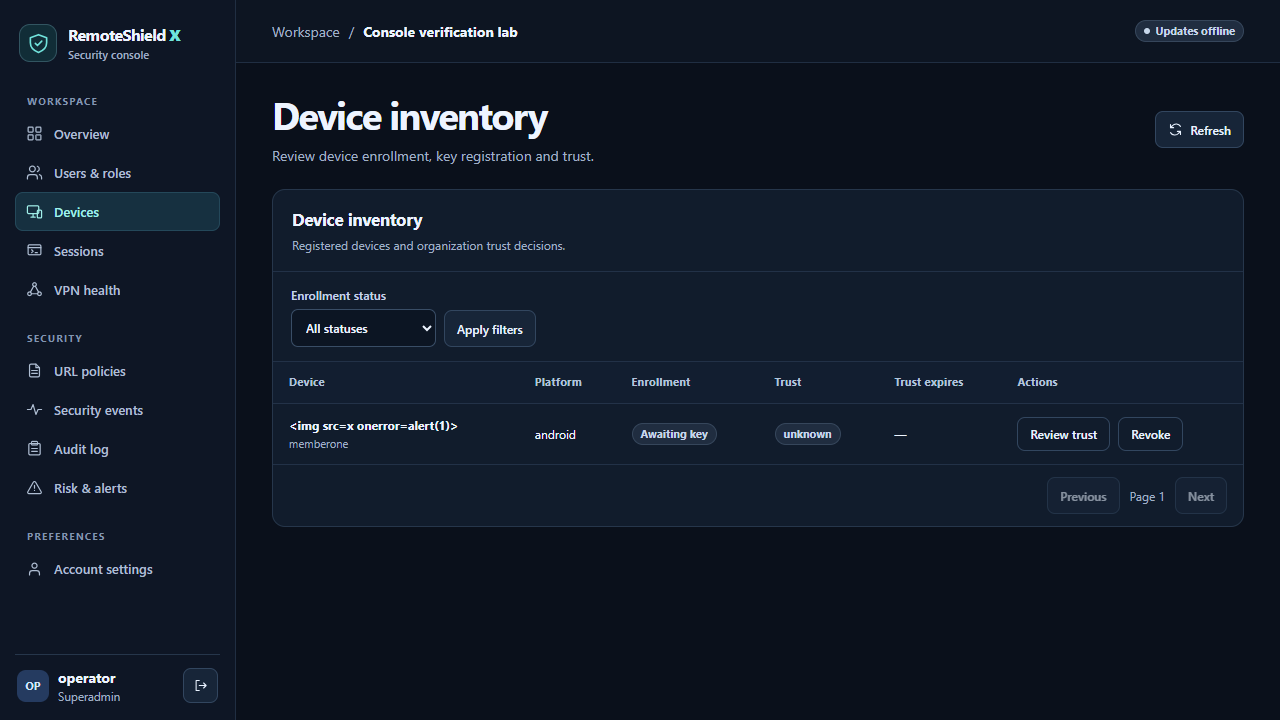 RemoteShield X
Security console
WORKSPACE
Overview
Users & roles
Devices
Sessions
VPN health
SECURITY
URL policies
Security events
Audit log
Risk & alerts
PREFERENCES
Account settings
OP
operator
Superadmin
Workspace / Console verification lab
Updates offline
Device inventory
Review device enrollment, key registration and trust.
Refresh
Device inventory
Registered devices and organization trust decisions.
Enrollment status
All statuses
Apply filters
Device Platform Enrollment Trust Trust expires Actions
<img src=x onerror=alert(1)>
memberone
android
Awaiting key
unknown
—
Review trust
Revoke
Previous Page 1 Next